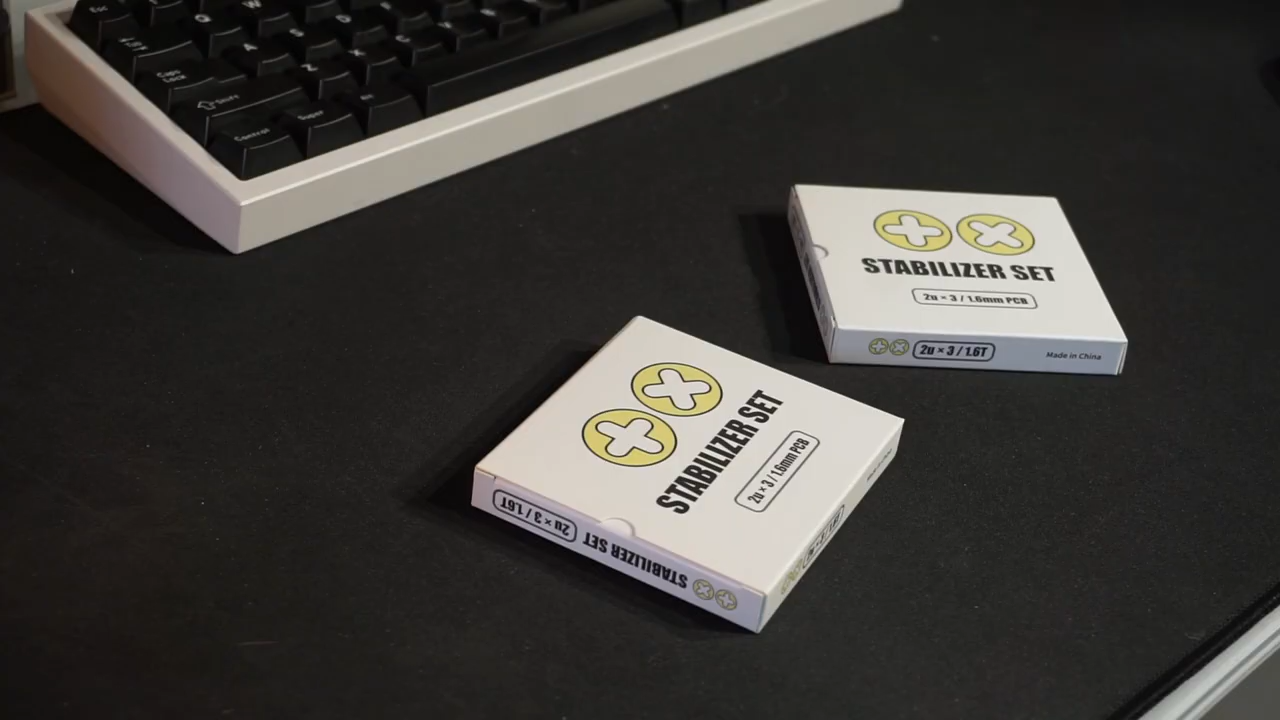 Esc
Q W
A S D
Caps Lock
Z X C
Shift
Control Super Alt
STABILIZER SET
2u × 3 / 1.6mm PCB
2u × 3 / 1.6T
Made in China
STABILIZER SET
2u × 3 / 1.6mm PCB
2u × 3 / 1.6T
STABILIZER SET